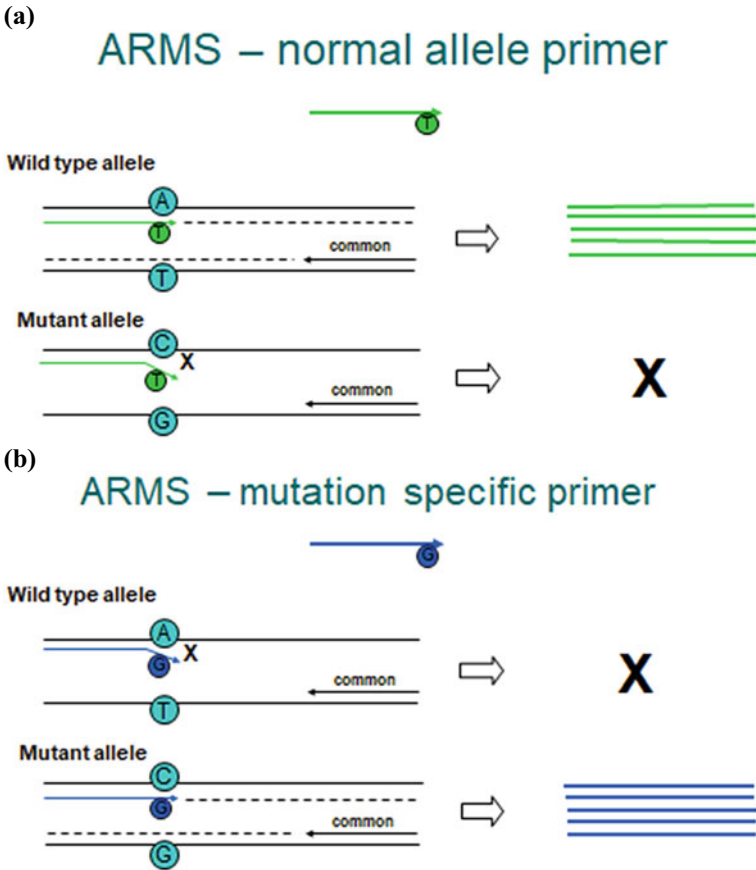 (a)
ARMS – normal allele primer
T
Wild type allele
A
T
common
T
Mutant allele
C
X
T
common
X
G
(b)
ARMS – mutation specific primer
G
Wild type allele
A
X
G
common
X
T
Mutant allele
C
G
common
G